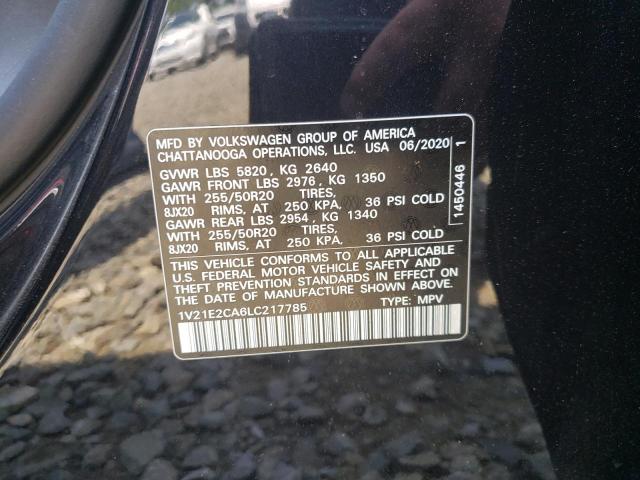 MFD BY VOLKSWAGEN GROUP OF AMERICA
CHATTANOOGA OPERATIONS, LLC. USA 06/2020
GVWR LBS 5820, KG 2640
GAWR FRONT LBS 2976, KG 1350
WITH 255/50R20 TIRES,
8JX20 RIMS, AT 250 KPA, 36 PSI COLD
GAWR REAR LBS 2954, KG 1340
WITH 255/50R20 TIRES,
8JX20 RIMS, AT 250 KPA, 36 PSI COLD
THIS VEHICLE CONFORMS TO ALL APPLICABLE
U.S. FEDERAL MOTOR VEHICLE SAFETY AND
THEFT PREVENTION STANDARDS IN EFFECT ON
THE DATE OF MANUFACTURE SHOWN ABOVE.
1V21E2CA6LC217785 TYPE: MPV
1450446 1